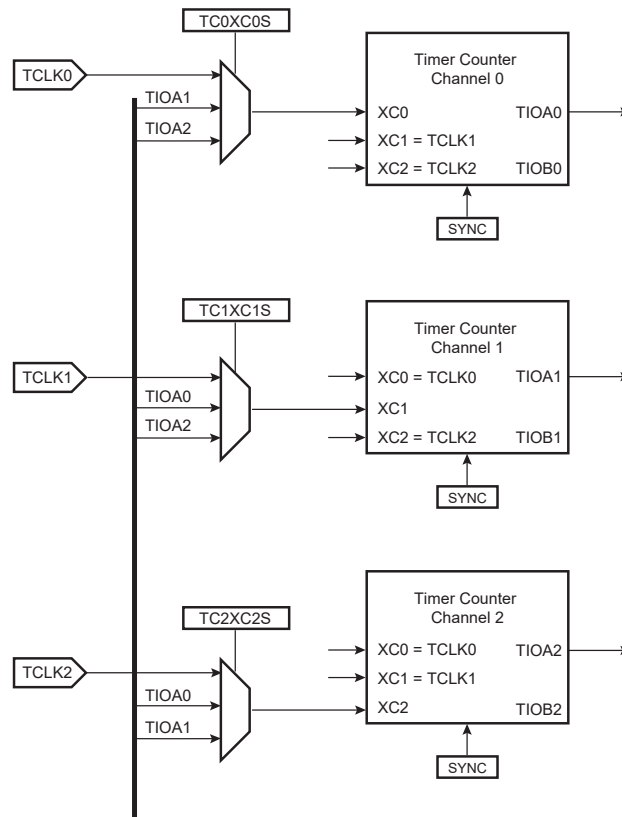 TC0XC0S
TCLK0
TIOA1
TIOA2
Timer Counter
Channel 0
XC0
TIOA0
XC1 = TCLK1
XC2 = TCLK2
TIOB0
SYNC
TC1XC1S
TCLK1
TIOA0
TIOA2
Timer Counter
Channel 1
XC0 = TCLK0
TIOA1
XC1
XC2 = TCLK2
TIOB1
SYNC
TC2XC2S
TCLK2
TIOA0
TIOA1
Timer Counter
Channel 2
XC0 = TCLK0
TIOA2
XC1 = TCLK1
XC2
TIOB2
SYNC